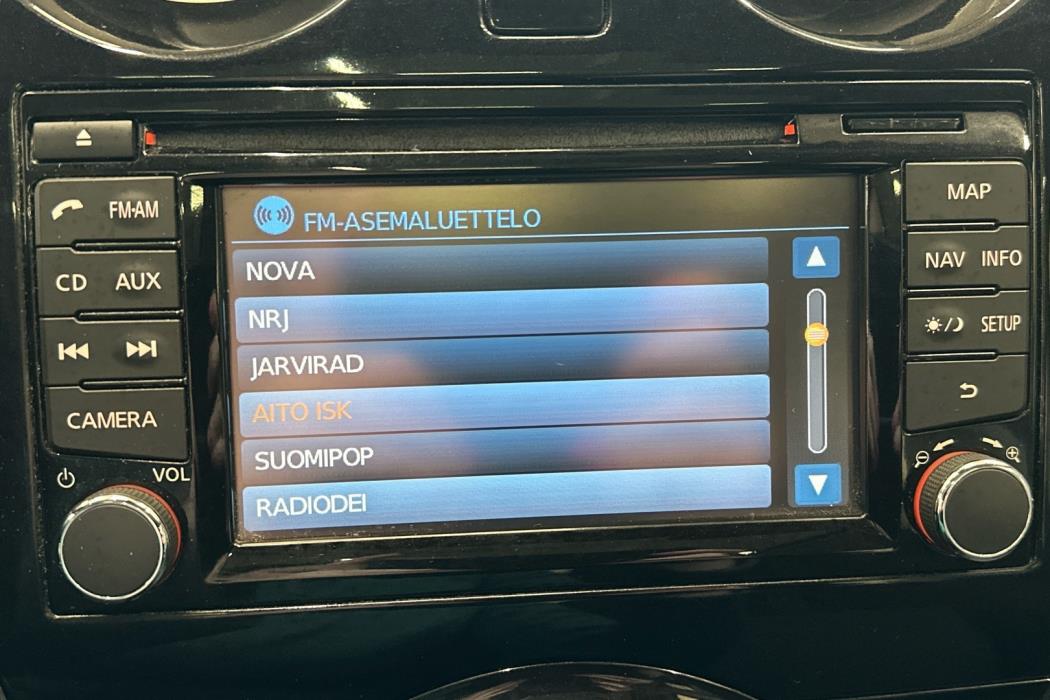 FM-AM
CD AUX
CAMERA
VOL
FM-ASEMALUETTELO
NOVA
NRJ
JARVIRAD
AITO ISK
SUOMIPOP
RADIODEI
MAP
NAV INFO
SETUP